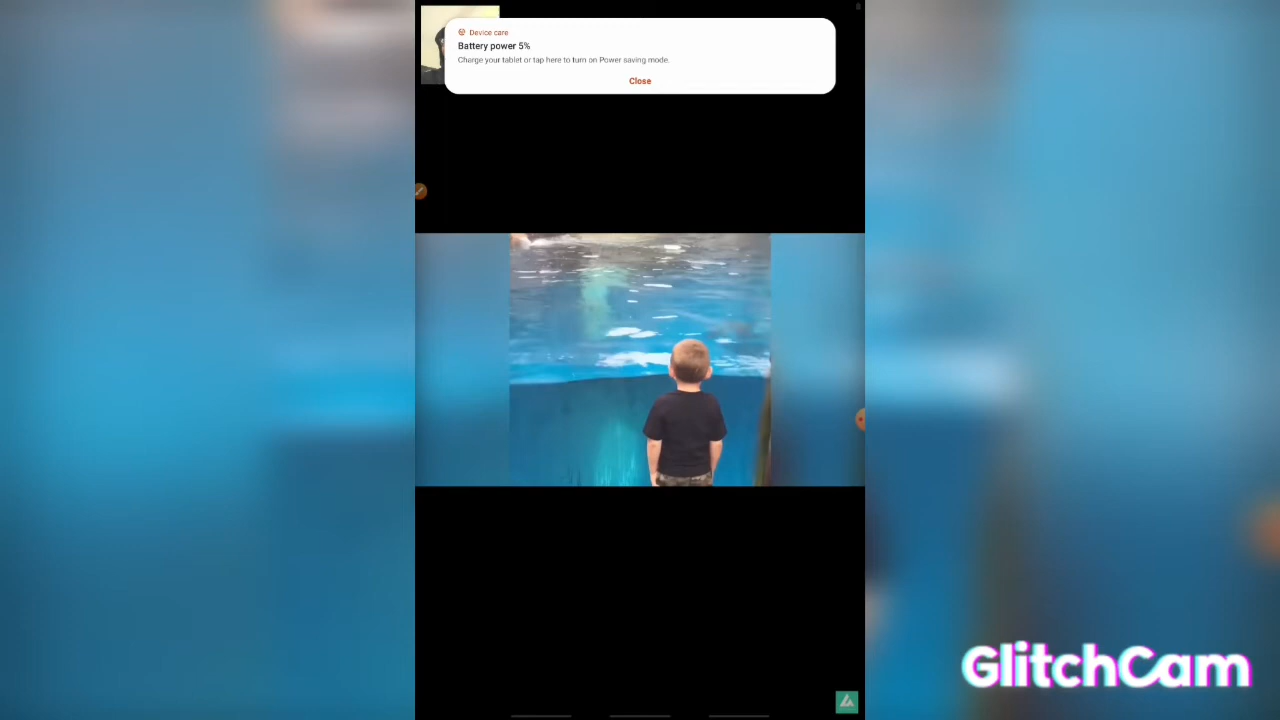 Device care
Battery power 5%
Charge your tablet or tap here to turn on Power saving mode.
Close
GlitchCam